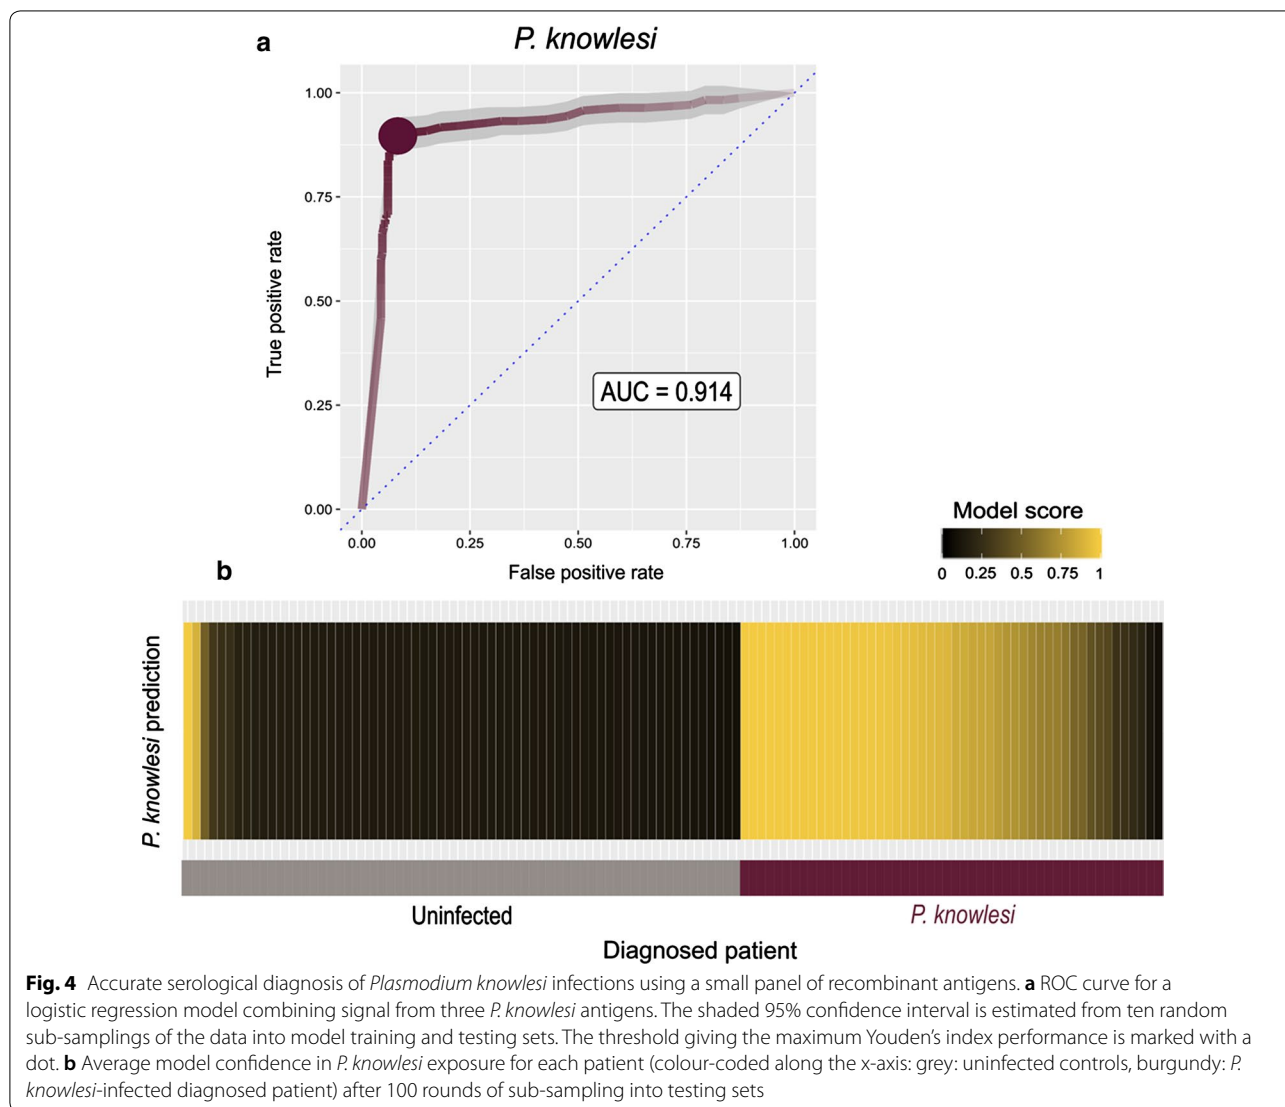 a
P. knowlesi
1.00
0.75
0.50
0.25
0.00
True positive rate
AUC = 0.914
0.00 0.25 0.50 0.75 1.00
False positive rate
Model score
0 0.25 0.5 0.75 1
b
P. knowlesi prediction
Uninfected P. knowlesi
Diagnosed patient
Fig. 4 Accurate serological diagnosis of Plasmodium knowlesi infections using a small panel of recombinant antigens. a ROC curve for a
logistic regression model combining signal from three P. knowlesi antigens. The shaded 95% confidence interval is estimated from ten random
sub-samplings of the data into model training and testing sets. The threshold giving the maximum Youden’s index performance is marked with a
dot. b Average model confidence in P. knowlesi exposure for each patient (colour-coded along the x-axis: grey: uninfected controls, burgundy: P.
knowlesi-infected diagnosed patient) after 100 rounds of sub-sampling into testing sets